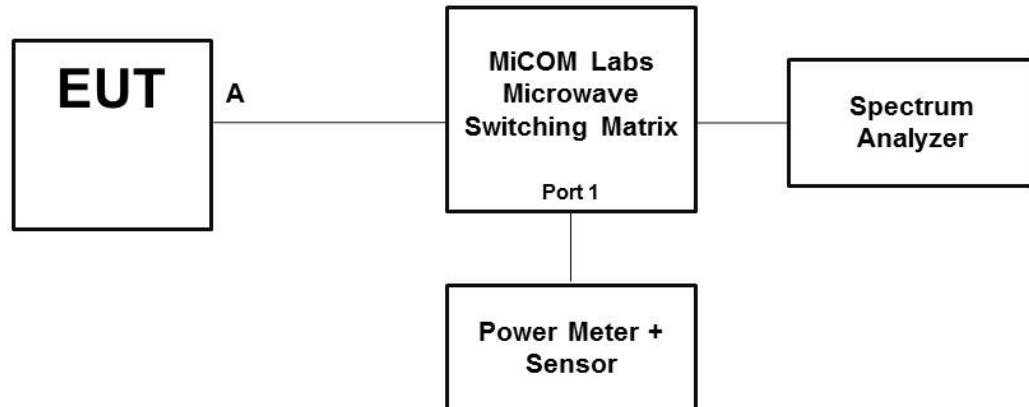 EUT
A
MiCOM Labs
Microwave
Switching Matrix
Port 1
Spectrum
Analyzer
Power Meter +
Sensor